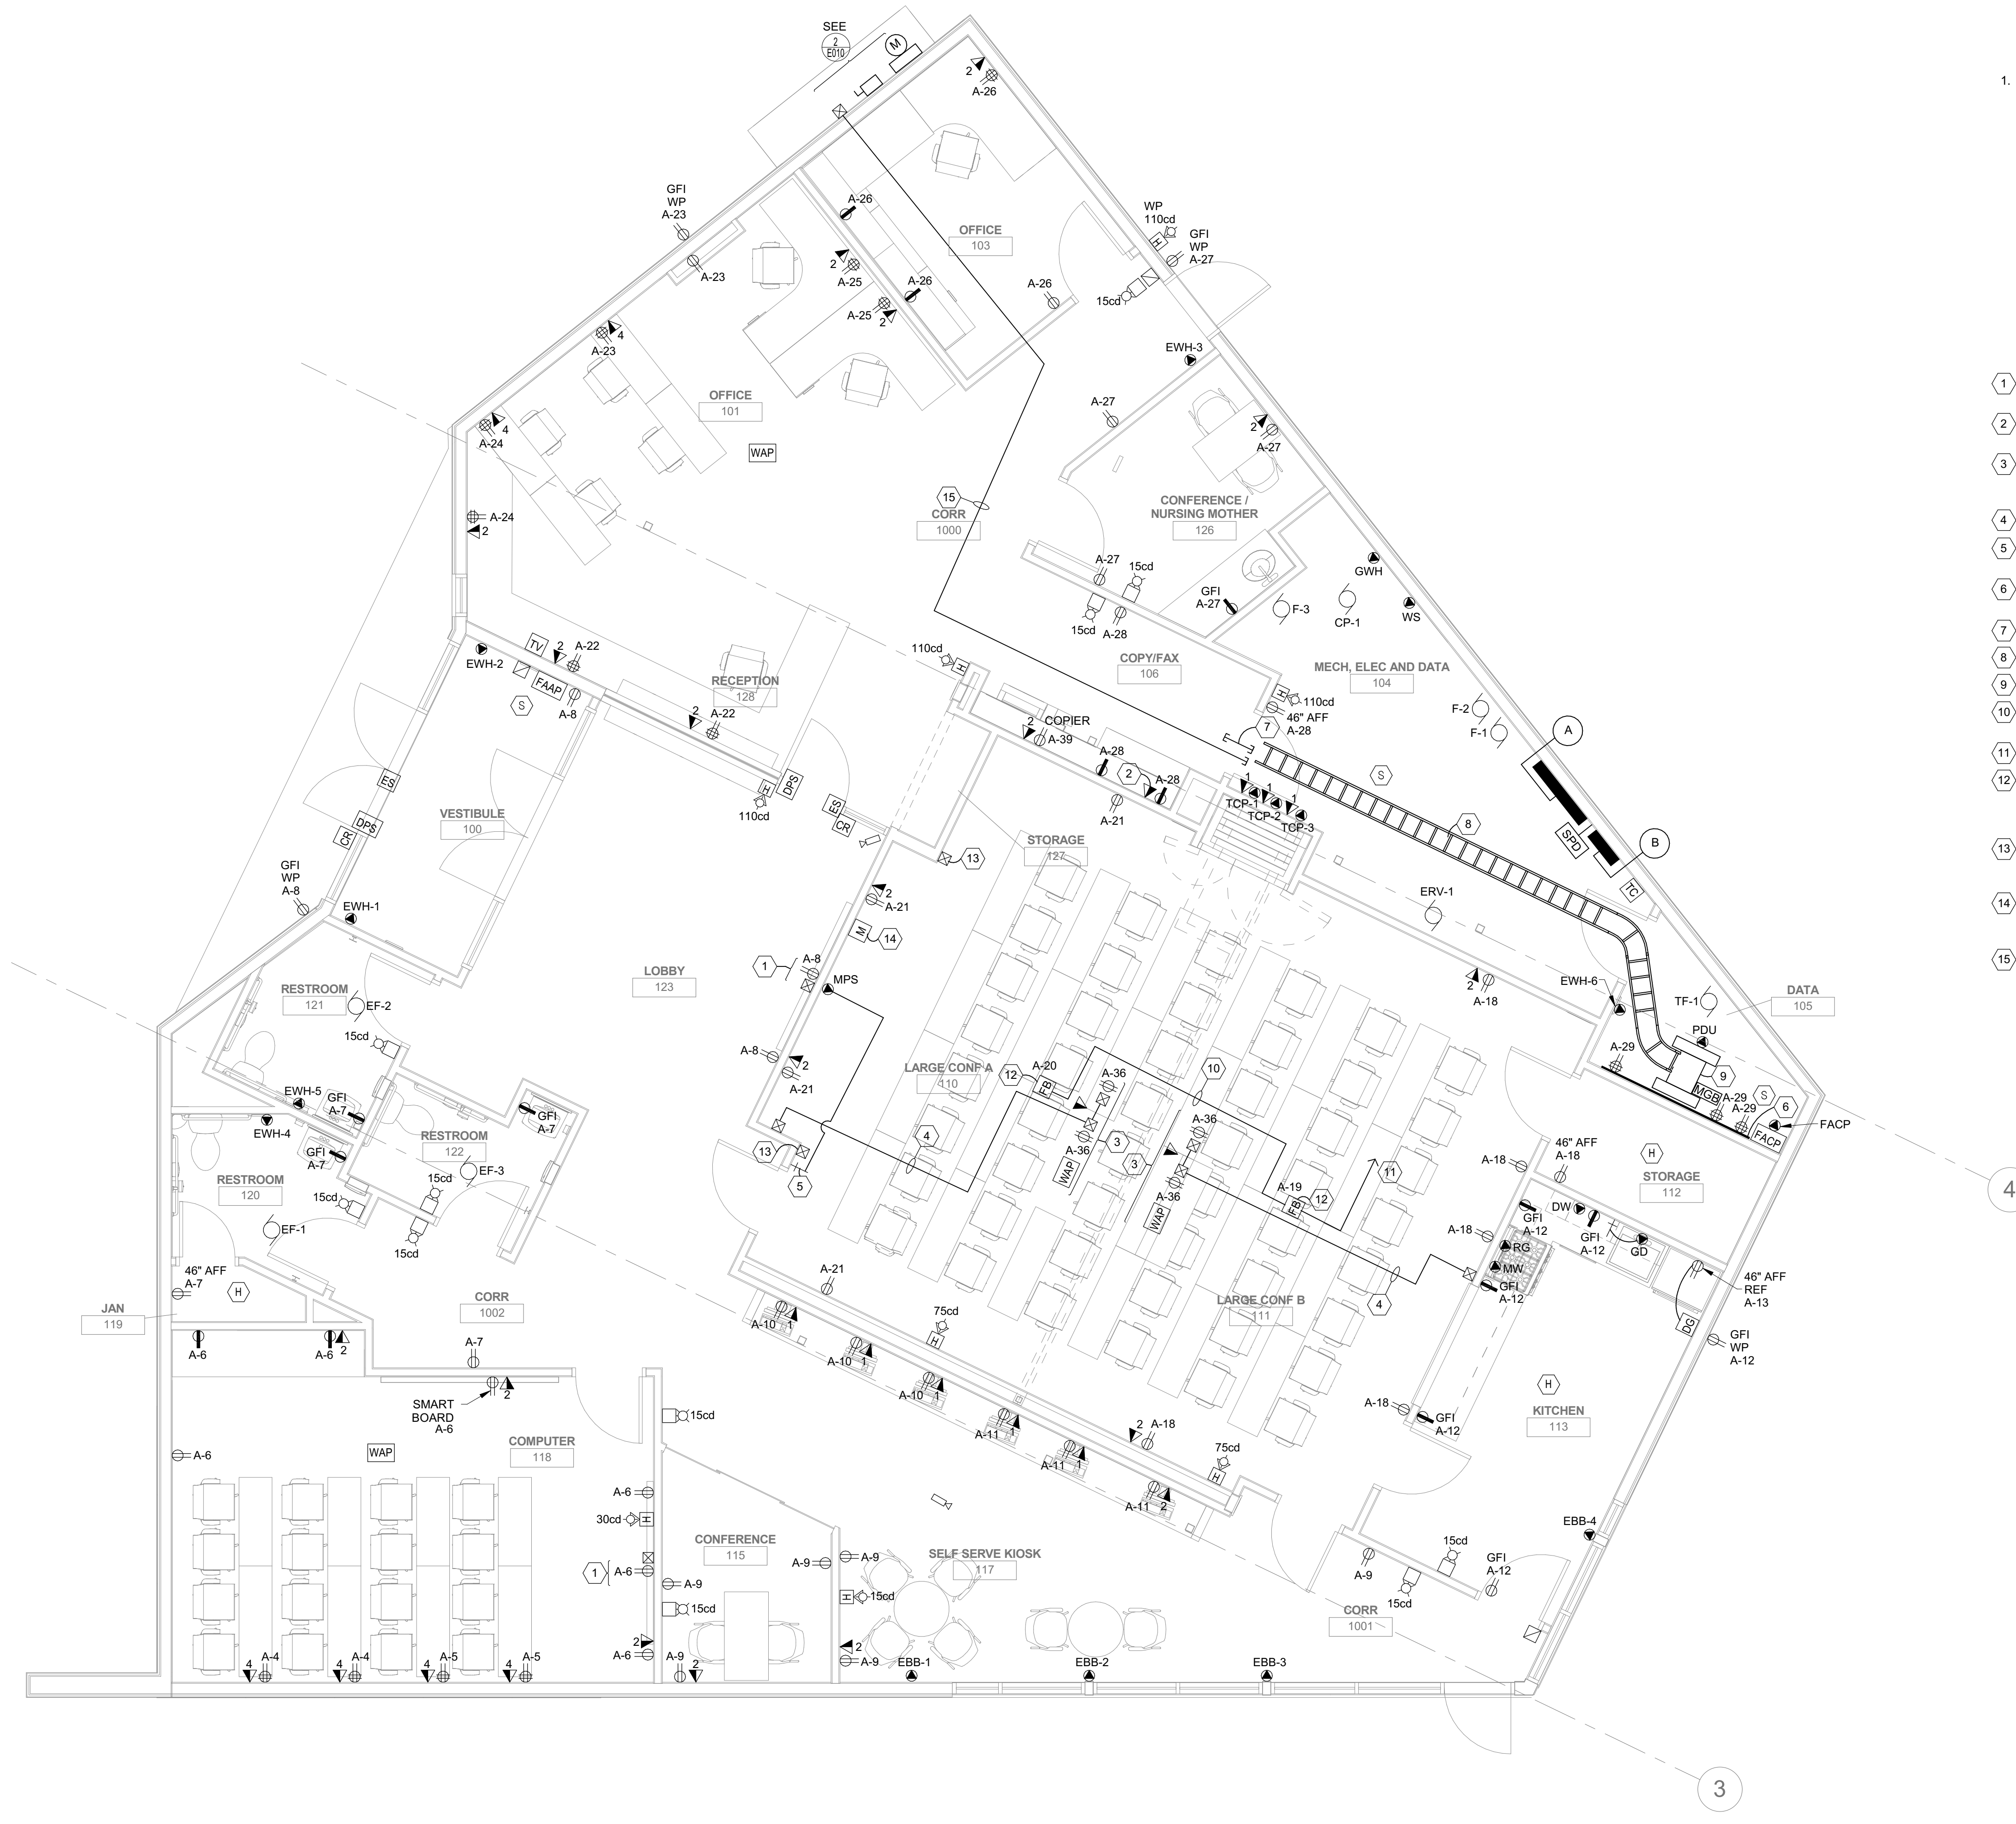 SEE
2
E010
M
2
A-26
1.
GFI
WP
A-23
A-26
OFFICE
103
WP
110cd
H
GFI
WP
A-27
A-23
2
A-25
A-26
A-26
15cd
A-25
2
4
A-23
EWH-3
1
OFFICE
101
A-27
2
4
A-24
2
A-27
WAP
3
15
CORR
1000
CONFERENCE /
NURSING MOTHER
126
A-24
2
4
5
GWH
A-27
15cd
GFI
A-27
F-3
CP-1
WS
6
15cd
A-28
7
TV
2
A-22
EWH-2
110cd
H
COPY/FAX
106
MECH, ELEC AND DATA
104
8
FAAP
RECEPTION
128
H
110cd
9
S
A-8
2
A-22
F-2
46" AFF
A-28
10
2
COPIER
A-39
7
F-1
A
11
ES
DPS
H
110cd
A-28
2
A-28
S
12
1
1
1
TCP-1
TCP-2
TCP-3
ES
CR
A-21
8
SPD
B
VESTIBULE
100
DPS
CR
STORAGE
127
13
13
GFI
WP
A-8
TC
2
A-21
EWH-1
ERV-1
14
M
14
LOBBY
123
1
A-8
MPS
2
A-18
15
RESTROOM
121
EF-2
EWH-6
TF-1
DATA
105
15cd
PDU
A-8
2
A-21
LARGE CONF A
110
12
A-20
FB
A-36
10
A-29
9
MGB
EWH-5
GFI
A-7
GFI
A-7
A-29
S
A-29
6
EWH-4
RESTROOM
122
4
A-36
3
3
A-36
FACP
FACP
GFI
A-7
13
WAP
A-36
11
A-18
46" AFF
A-18
H
EF-3
5
RESTROOM
120
15cd
15cd
WAP
A-19
FB
12
STORAGE
112
EF-1
15cd
A-18
GFI
A-12
DW
GFI
A-12
GD
RG
MW
46" AFF
A-7
H
A-21
46" AFF
REF
A-13
GFI
A-12
JAN
119
CORR
1002
LARGE CONF B
111
4
DG
A-10
1
75cd
H
GFI
WP
A-12
A-6
A-6
2
A-7
A-10
1
H
SMART
BOARD
A-6
2
A-10
1
A-18
KITCHEN
113
15cd
A-11
1
GFI
A-12
2
A-18
A-6
WAP
COMPUTER
118
A-11
1
75cd
H
A-11
2
A-6
30cd
H
EBB-4
CONFERENCE
115
SELF SERVE KIOSK
117
15cd
1
A-6
A-9
A-9
A-9
GFI
A-12
A-9
15cd
H
15cd
15cd
CORR
1001
2
A-6
2
A-9
4
A-4
4
A-4
4
A-5
4
A-5
A-9
2
EBB-1
EBB-2
EBB-3
4
3